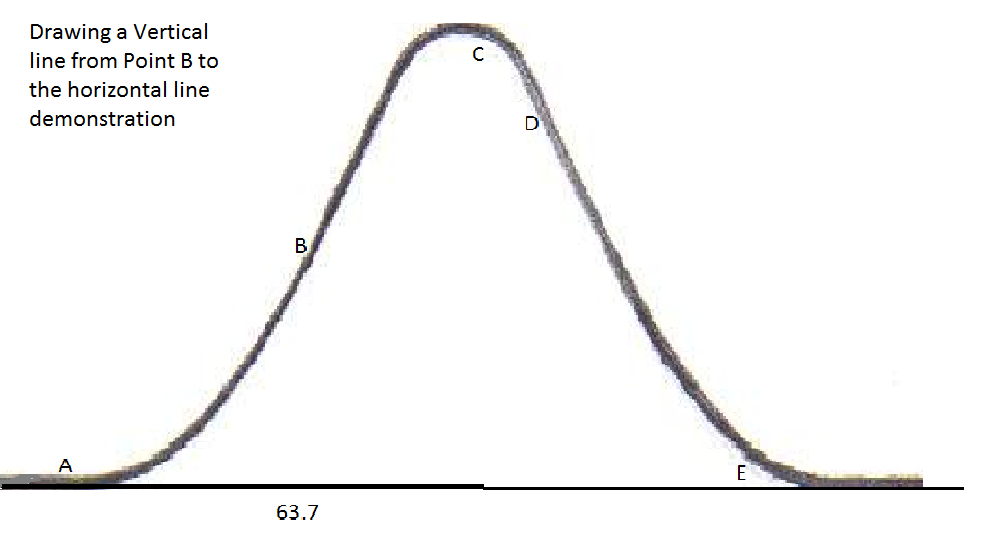 Drawing a Vertical
line from Point B to
the horizontal line
demonstration
C
D
B
A
E
63.7